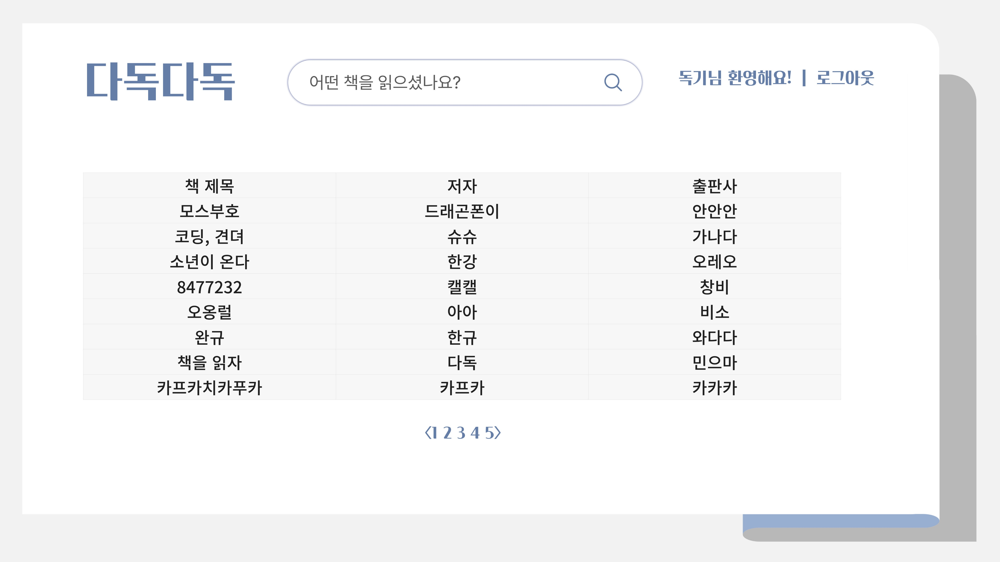 다독다독
어떤 책을 읽으셨나요?
독기님 환영해요! | 로그아웃
책 제목 저자 출판사
모스부호 드래곤폰이 안안안
코딩, 견뎌 슈슈 가나다
소년이 온다 한강 오레오
8477232 캘캘 창비
오옹럴 아아 비소
완규 한규 와다다
책을 읽자 다독 민으마
카프카치카푸카 카프카 카카카
〈1 2 3 4 5〉